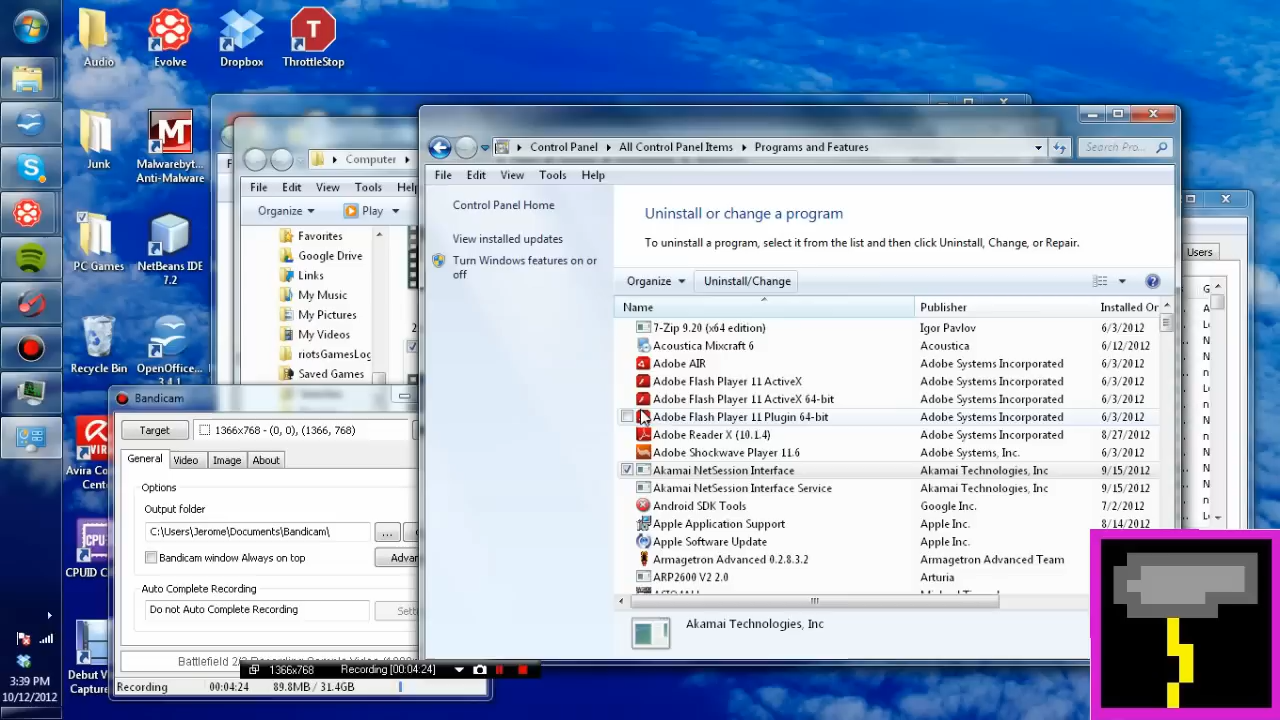 Audio
Evolve
Dropbox
ThrottleStop
T
Junk
Malwarebyt...
Anti-Malware
PC Games
NetBeans IDE
7.2
Recycle Bin
OpenOffice....
3.4.1
Avira
Cente
CPU
CPUID C
Debut V
Captur
3:39 PM
10/12/2012
Computer
File Edit View Tools Help
Organize Play
Favorites
Google Drive
Links
My Music
My Pictures
My Videos
riotsGamesLog
Saved Games
Control Panel All Control Panel Items Programs and Features
Search Pro...
File Edit View Tools Help
Control Panel Home
View installed updates
Turn Windows features on or
off
Uninstall or change a program
To uninstall a program, select it from the list and then click Uninstall, Change, or Repair.
Organize Uninstall/Change
Name Publisher Installed On
7-Zip 9.20 (x64 edition) Igor Pavlov 6/3/2012
Acoustica Mixcraft 6 Acoustica 6/12/2012
Adobe AIR Adobe Systems Incorporated 6/3/2012
Adobe Flash Player 11 ActiveX Adobe Systems Incorporated 6/3/2012
Adobe Flash Player 11 ActiveX 64-bit Adobe Systems Incorporated 6/3/2012
Adobe Flash Player 11 Plugin 64-bit Adobe Systems Incorporated 6/3/2012
Adobe Reader X (10.1.4) Adobe Systems Incorporated 8/27/2012
Adobe Shockwave Player 11.6 Adobe Systems, Inc. 6/3/2012
Akamai NetSession Interface Akamai Technologies, Inc 9/15/2012
Akamai NetSession Interface Service Akamai Technologies, Inc 9/15/2012
Android SDK Tools Google Inc. 6/3/2012
Apple Application Support Apple Inc. 8/14/2012
Apple Software Update Apple Inc. 6/3/2012
Armagetron Advanced 0.2.8.3.2 Armagetron Advanced Team 6/3/2012
ARP2600 V2 2.0 Arturia 6/3/2012
Akamai Technologies, Inc
Users
Bandicam
Target 1366x768 - (0, 0), (1366, 768)
General Video Image About
Options
Output folder
C:\Users\Jerome\Documents\Bandicam\ ...
Bandicam window Always on top Advan
Auto Complete Recording
Do not Auto Complete Recording Setti
1366x768 Recording [00:04:24]
Recording 00:04:24 89.8MB / 31.4GB